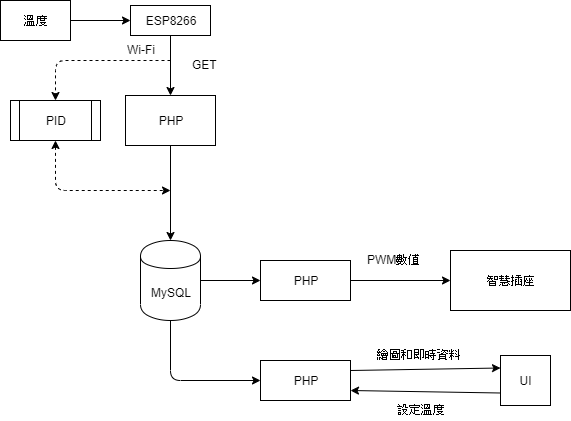 溫度
ESP8266
Wi-Fi
GET
PID
PHP
MySQL
PHP
PWM數值
智慧插座
PHP
繪圖和即時資料
UI
設定溫度